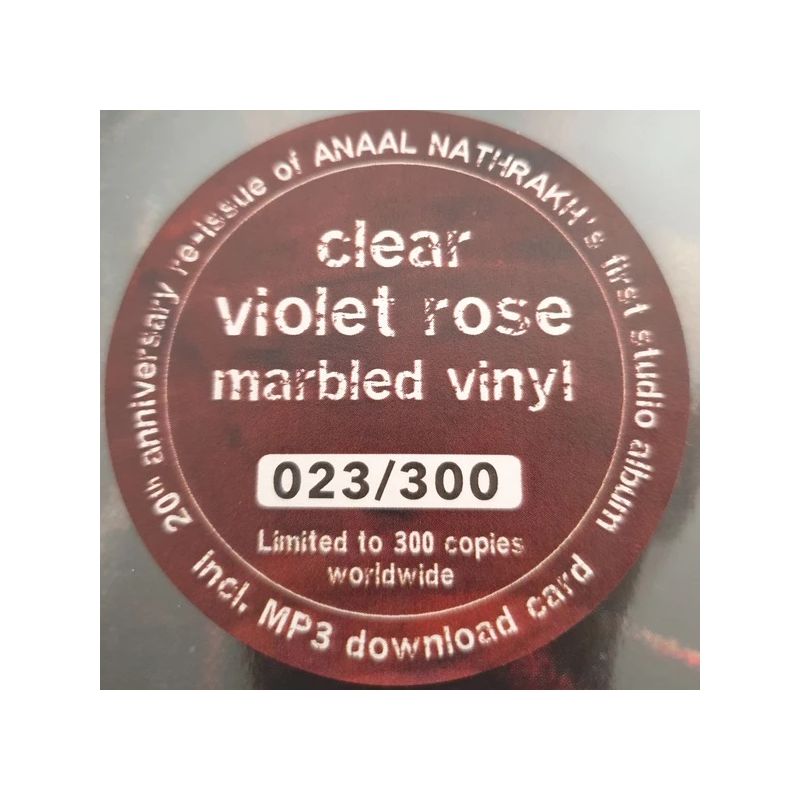 20th anniversary re-issue of ANAAL NATHRAKH's first studio album
clear
violet rose
marbled vinyl
023/300
Limited to 300 copies
worldwide
incl. MP3 download card